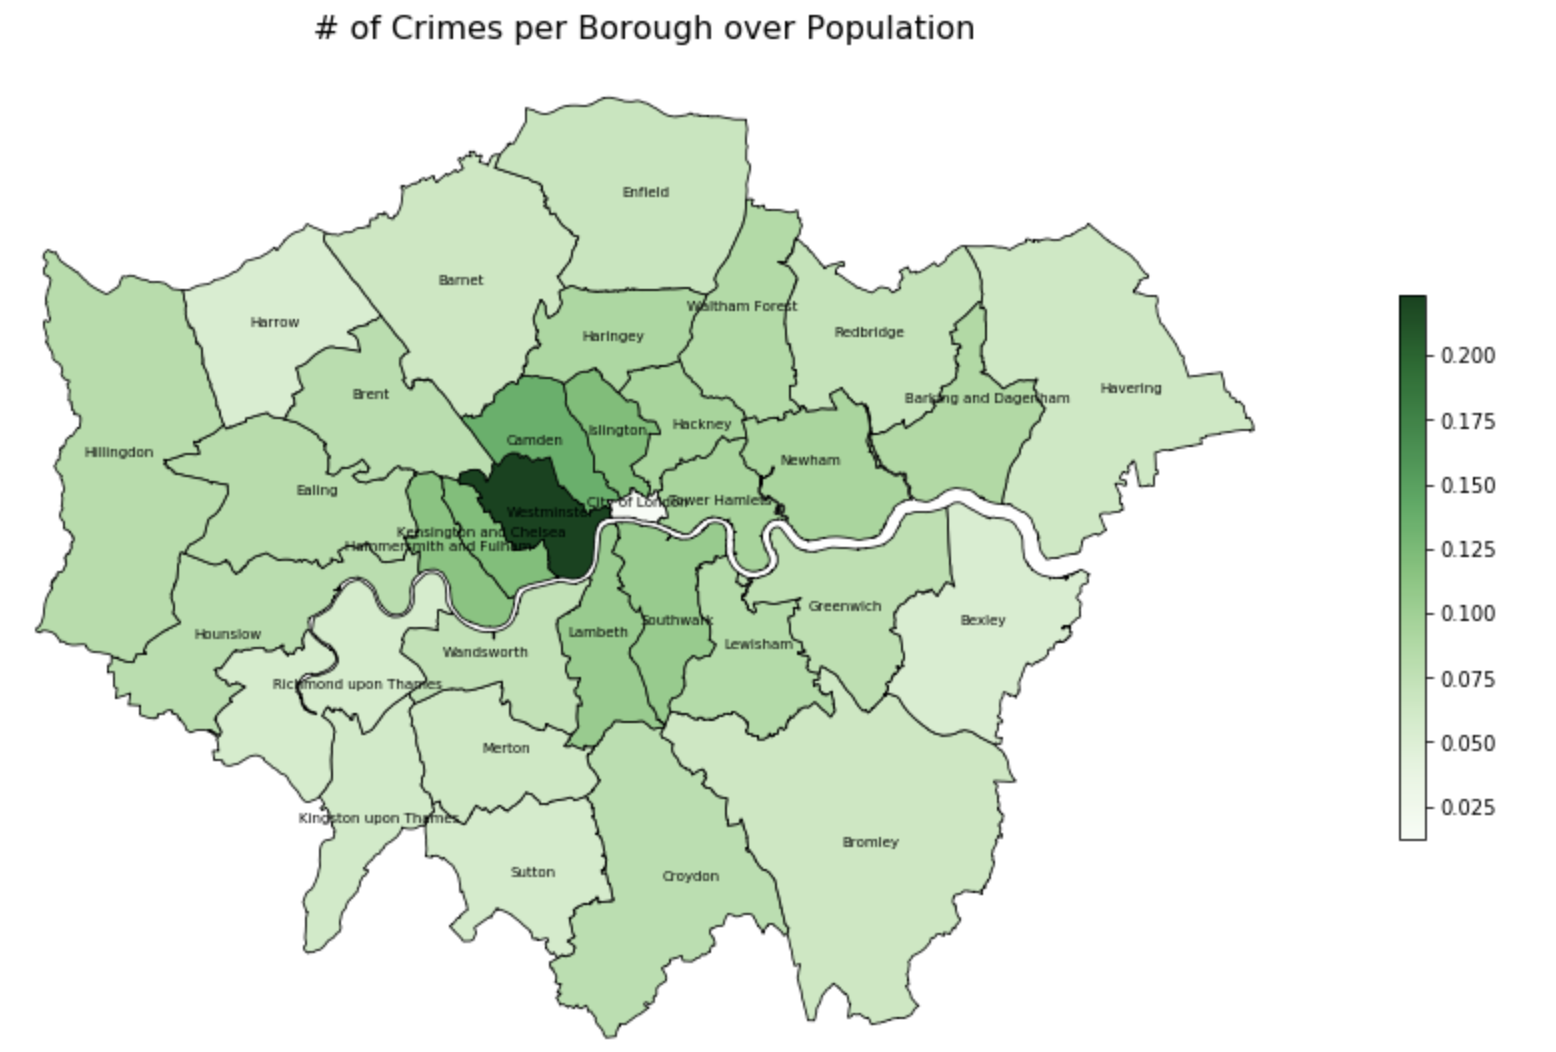 # of Crimes per Borough over Population
Enfield
Barnet
Waltham Forest
Harrow
Redbridge
Haringey
0.200
Havering
Brent
Barking and Dagenham
0.175
Hackney
Islington
Camden
Hillingdon
Newham
0.150
Ealing
City of London
Tower Hamlets
Westminster
Kensington and Chelsea
Hammersmith and Fulham
0.125
Greenwich
0.100
Southwark
Bexley
Lambeth
Hounslow
Lewisham
Wandsworth
0.075
Richmond upon Thames
0.050
Merton
0.025
Kingston upon Thames
Bromley
Sutton
Croydon